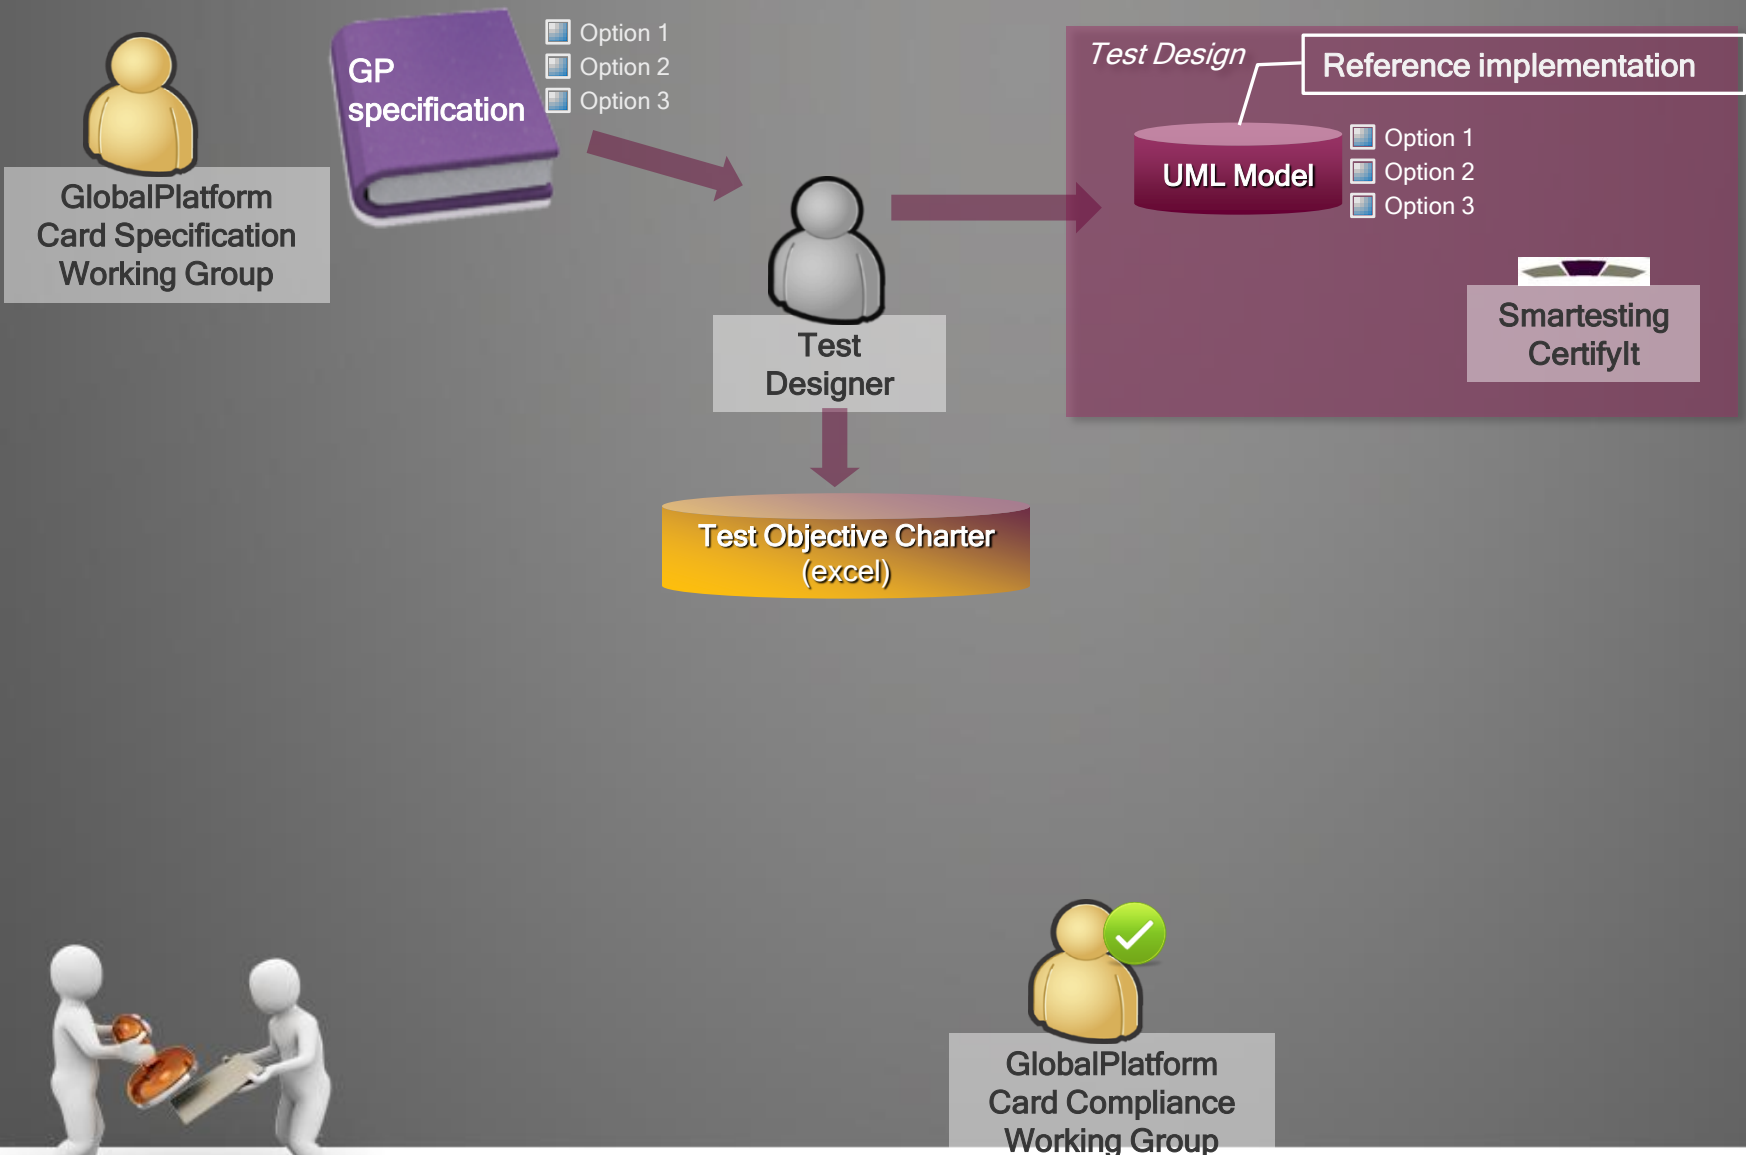 GP
specification
Option 1
Option 2
Option 3
GlobalPlatform
Card Specification
Working Group
Test
Designer
Test Design
Reference implementation
UML Model
Option 1
Option 2
Option 3
Smartesting
CertifyIt
Test Objective Charter
(excel)
GlobalPlatform
Card Compliance
Working Group